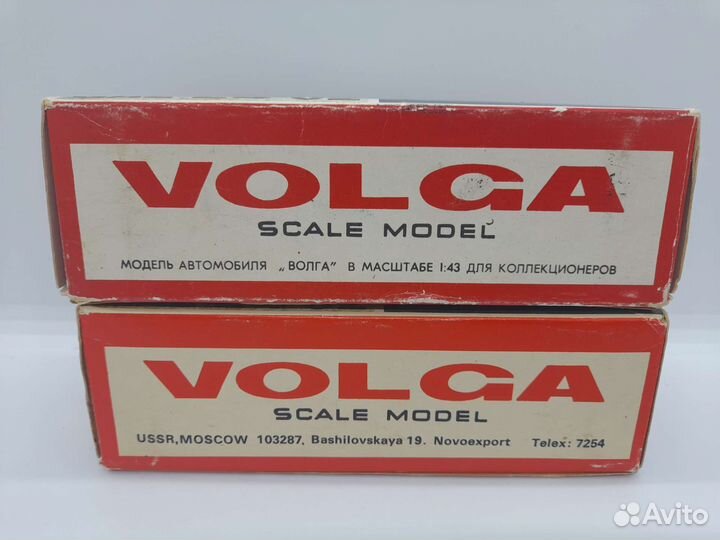 VOLGA
SCALE MODEL
МОДЕЛЬ АВТОМОБИЛЯ „ВОЛГА" В МАСШТАБЕ 1:43 ДЛЯ КОЛЛЕКЦИОНЕРОВ
VOLGA
SCALE MODEL
USSR,MOSCOW 103287, Bashilovskaya 19. Novoexport Telex: 7254
Avito